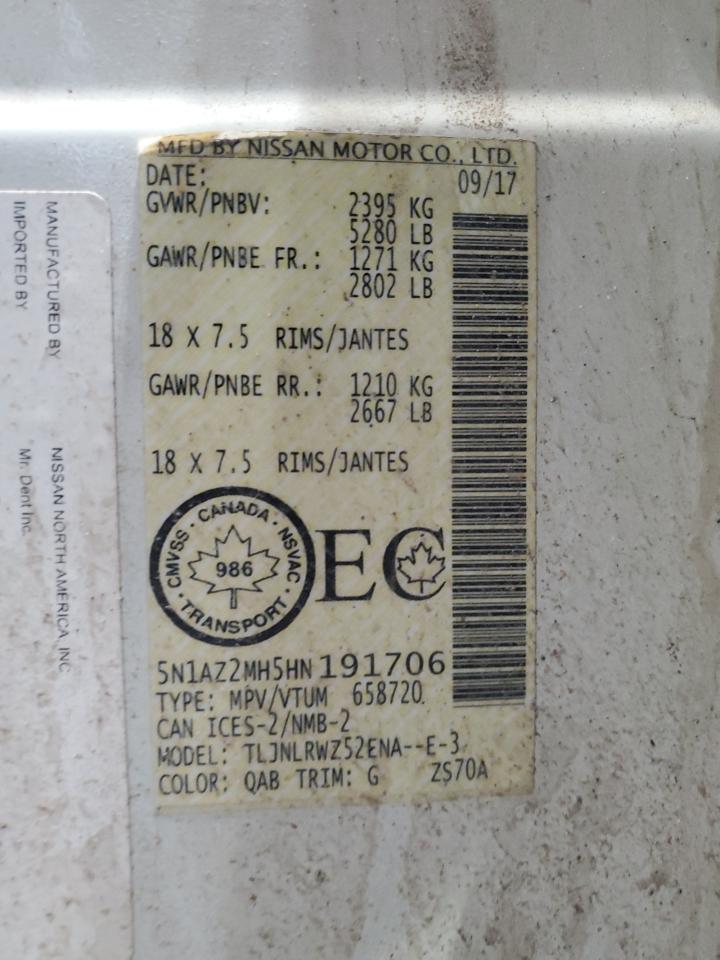 MFD BY NISSAN MOTOR CO., LTD.
DATE: 09/17
GVWR/PNBV: 2395 KG
5280 LB
GAWR/PNBE FR.: 1271 KG
2802 LB
18 X 7.5 RIMS/JANTES
GAWR/PNBE RR.: 1210 KG
2667 LB
18 X 7.5 RIMS/JANTES
CMVSS · CANADA · NSVAC · TRANSPORT ·
986
EC
5N1AZ2MH5HN191706
TYPE: MPV/VTUM 658720
CAN ICES-2/NMB-2
MODEL: TLJNLRWZ52ENA--E-3
COLOR: QAB TRIM: G ZS70A
MANUFACTURED BY NISSAN NORTH AMERICA, INC
IMPORTED BY Mr. Dent Inc.